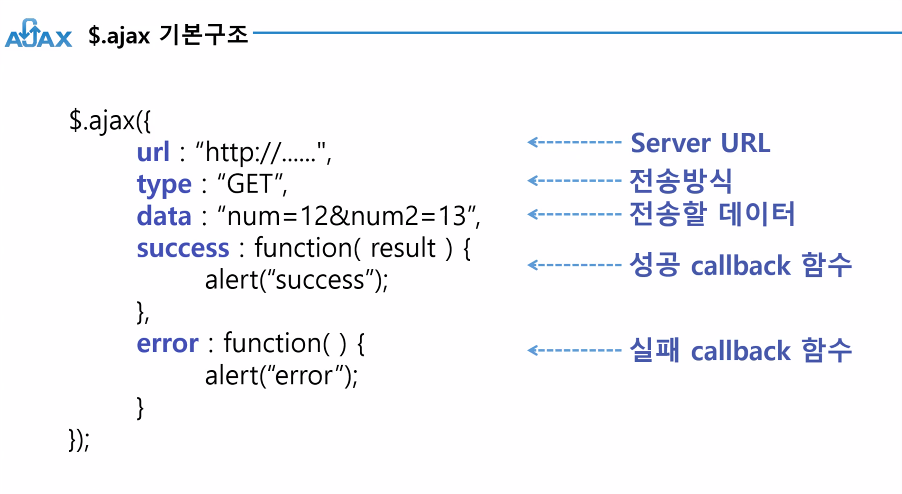 AJAX $.ajax 기본구조
$.ajax({
url : “http://......",
Server URL
type : “GET”,
전송방식
data : “num=12&num2=13”,
전송할 데이터
success : function( result ) {
성공 callback 함수
alert(“success”);
},
error : function( ) {
실패 callback 함수
alert(“error”);
}
});